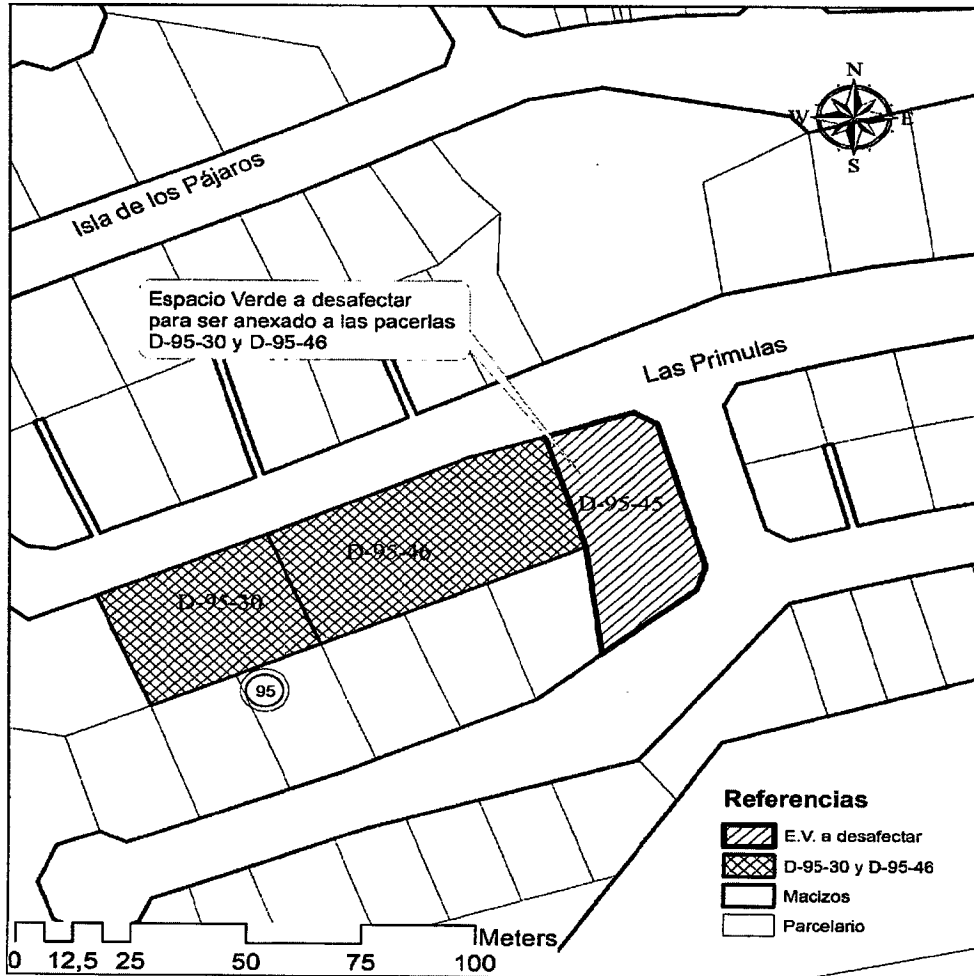 N
W E
S
Isla de los Pájaros
Espacio Verde a desafectar
para ser anexado a las pacerlas
D-95-30 y D-95-46
Las Primulas
D-95-45
D-95-46
D-95-30
95
Referencias
E.V. a desafectar
D-95-30 y D-95-46
Macizos
Parcelario
Meters
0 12,5 25 50 75 100